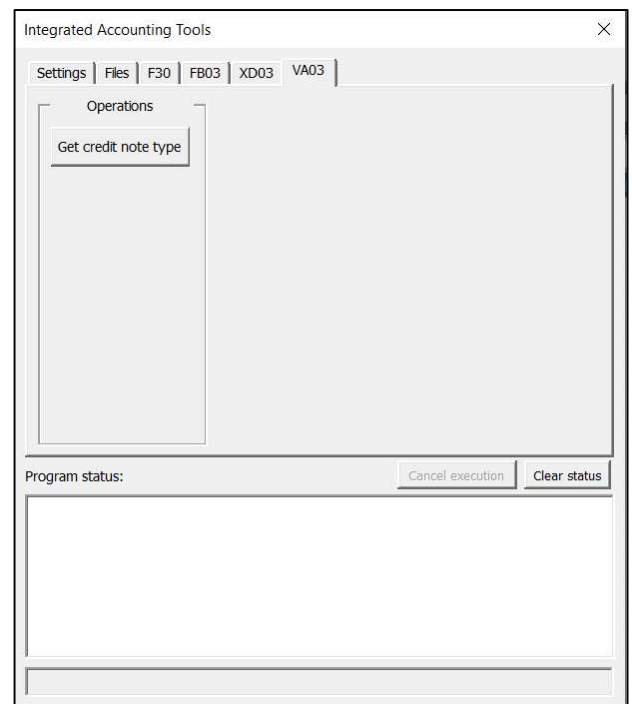 Integrated Accounting Tools
Settings Files F30 FB03 XD03 VA03
Operations
Get credit note type
Program status: Cancel execution Clear status